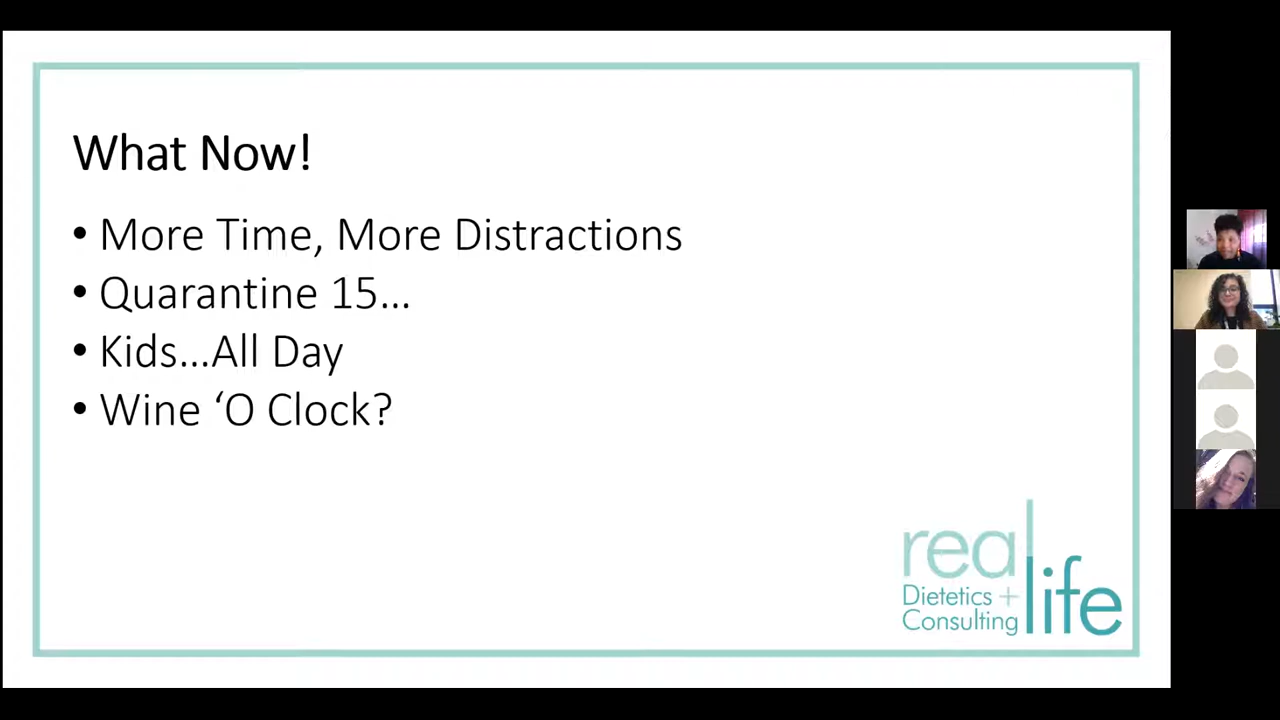 What Now!
• More Time, More Distractions
• Quarantine 15...
• Kids...All Day
• Wine ‘O Clock?
real life
Dietetics +
Consulting